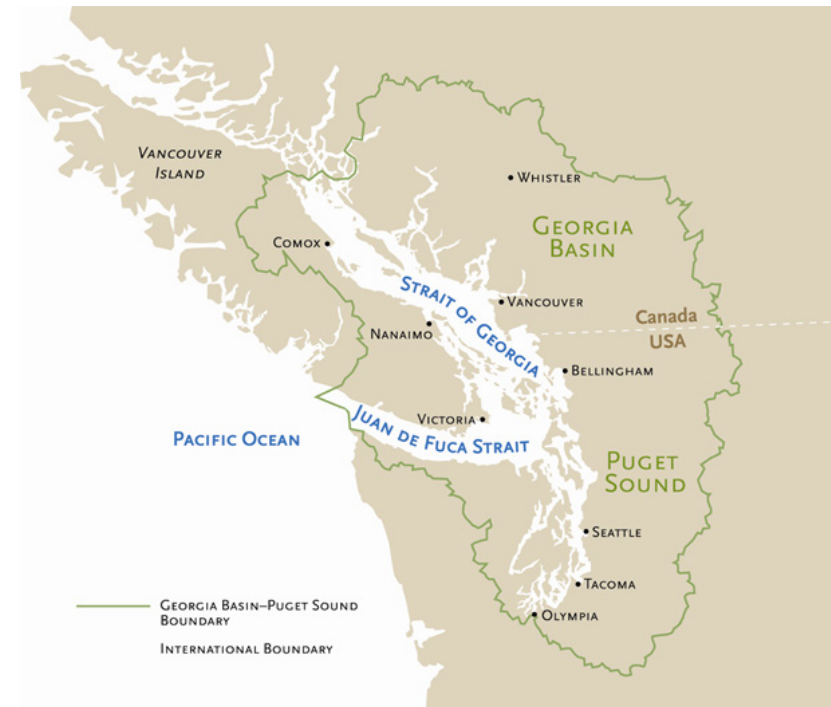 VANCOUVER
ISLAND
WHISTLER
GEORGIA
BASIN
COMOX
STRAIT OF GEORGIA
VANCOUVER
Canada
USA
NANAIMO
BELLINGHAM
VICTORIA
JUAN DE FUCA STRAIT
PACIFIC OCEAN
PUGET
SOUND
SEATTLE
TACOMA
OLYMPIA
GEORGIA BASIN–PUGET SOUND
BOUNDARY
INTERNATIONAL BOUNDARY